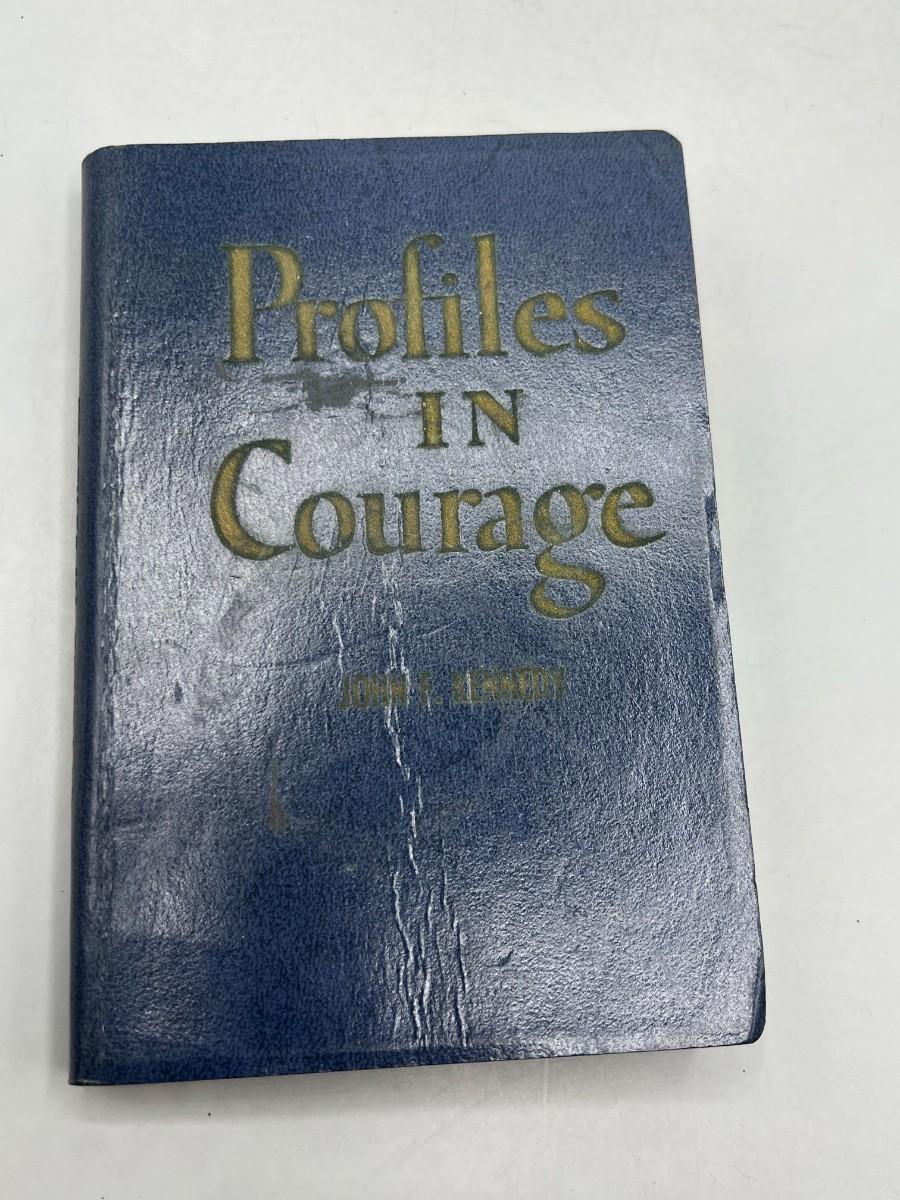 Profiles
IN
Courage
JOHN F. KENNEDY